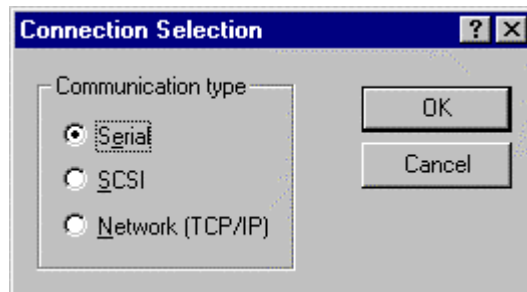 Connection Selection
Communication type
Serial
SCSI
Network (TCP/IP)
OK
Cancel